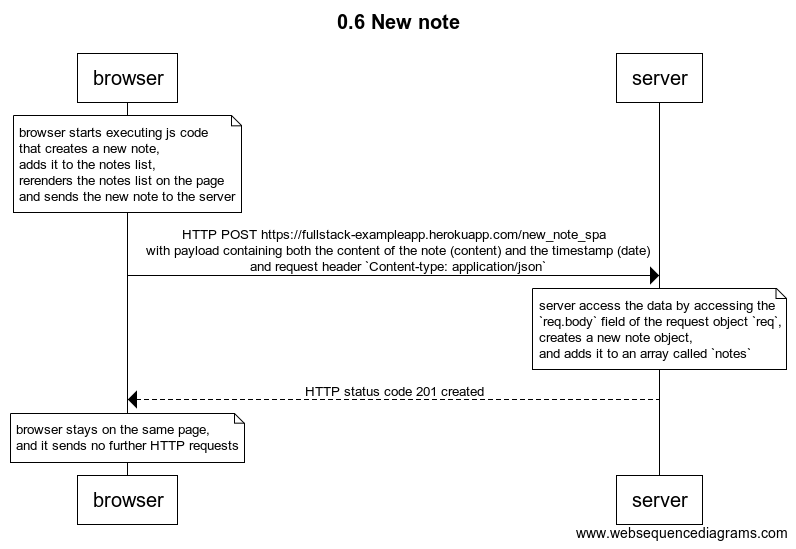 0.6 New note
browser
server
browser starts executing js code
that creates a new note,
adds it to the notes list,
rerenders the notes list on the page
and sends the new note to the server
HTTP POST https://fullstack-exampleapp.herokuapp.com/new_note_spa
with payload containing both the content of the note (content) and the timestamp (date)
and request header `Content-type: application/json`
server access the data by accessing the
`req.body` field of the request object `req`,
creates a new note object,
and adds it to an array called `notes`
HTTP status code 201 created
browser stays on the same page,
and it sends no further HTTP requests
browser
server
www.websequencediagrams.com